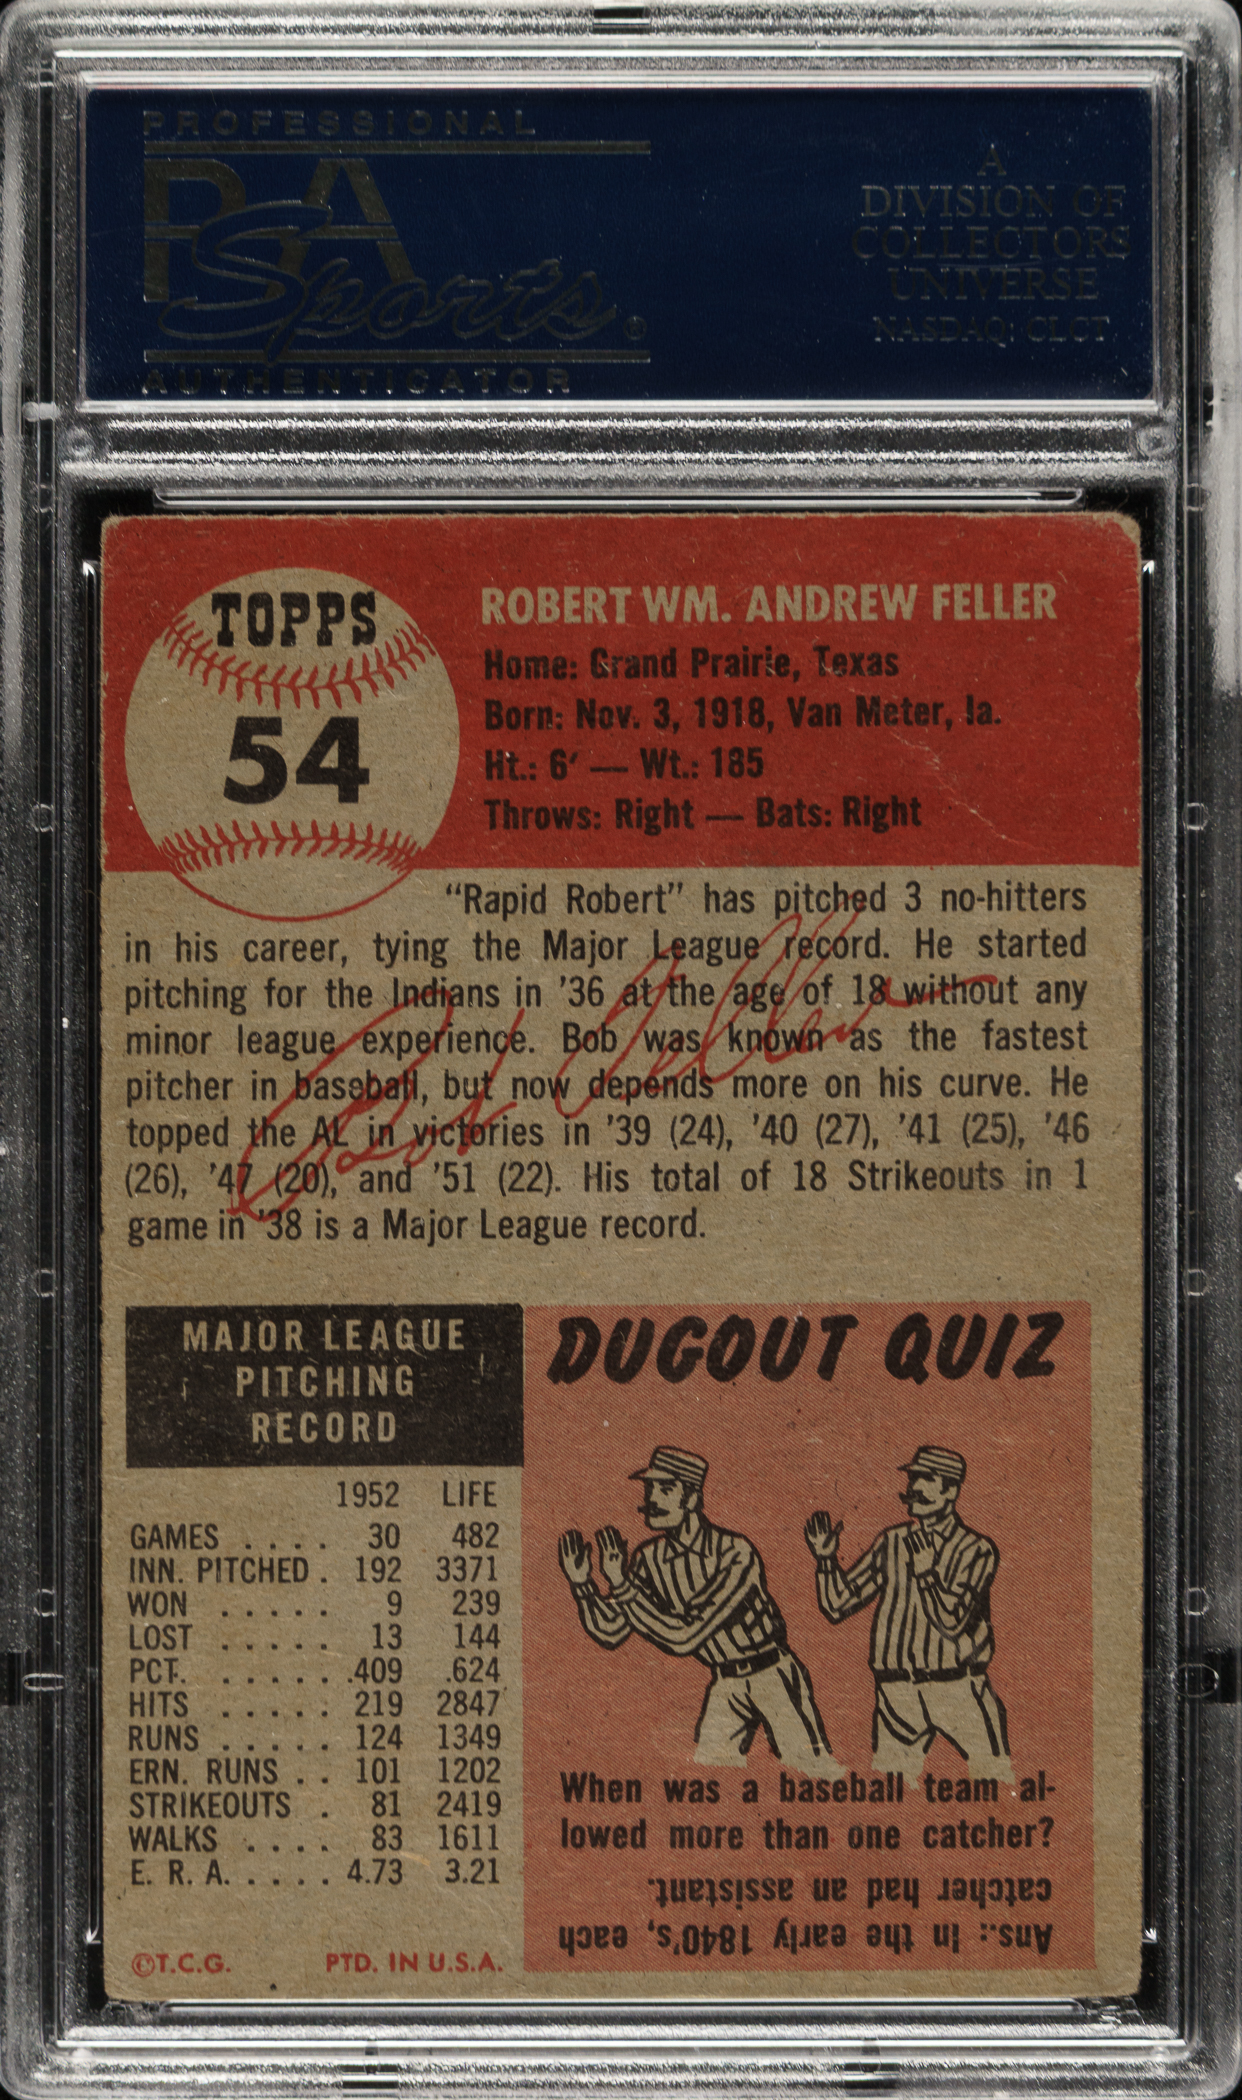 PROFESSIONAL
PSA
Sports®
AUTHENTICATOR
A
DIVISION OF
COLLECTORS
UNIVERSE
NASDAQ: CLCT
TOPPS
54
ROBERT WM. ANDREW FELLER
Home: Grand Prairie, Texas
Born: Nov. 3, 1918, Van Meter, Ia.
Ht.: 6′ — Wt.: 185
Throws: Right — Bats: Right
"Rapid Robert" has pitched 3 no-hitters
in his career, tying the Major League record. He started
pitching for the Indians in '36 at the age of 18 without any
minor league experience. Bob was known as the fastest
pitcher in baseball, but now depends more on his curve. He
topped the AL in victories in '39 (24), '40 (27), '41 (25), '46
(26), '47 (20), and '51 (22). His total of 18 Strikeouts in 1
game in '38 is a Major League record.
MAJOR LEAGUE
PITCHING
RECORD
1952 LIFE
GAMES . . . . 30 482
INN. PITCHED . 192 3371
WON . . . . . 9 239
LOST . . . . . 13 144
PCT. . . . . . .409 .624
HITS . . . . . 219 2847
RUNS . . . . . 124 1349
ERN. RUNS . . 101 1202
STRIKEOUTS . 81 2419
WALKS . . . . 83 1611
E. R. A. . . . . . 4.73 3.21
©T.C.G. PTD. IN U.S.A.
DUGOUT QUIZ
When was a baseball team al-
lowed more than one catcher?
Ans.: In the early 1840's, each
catcher had an assistant.
Bob Feller